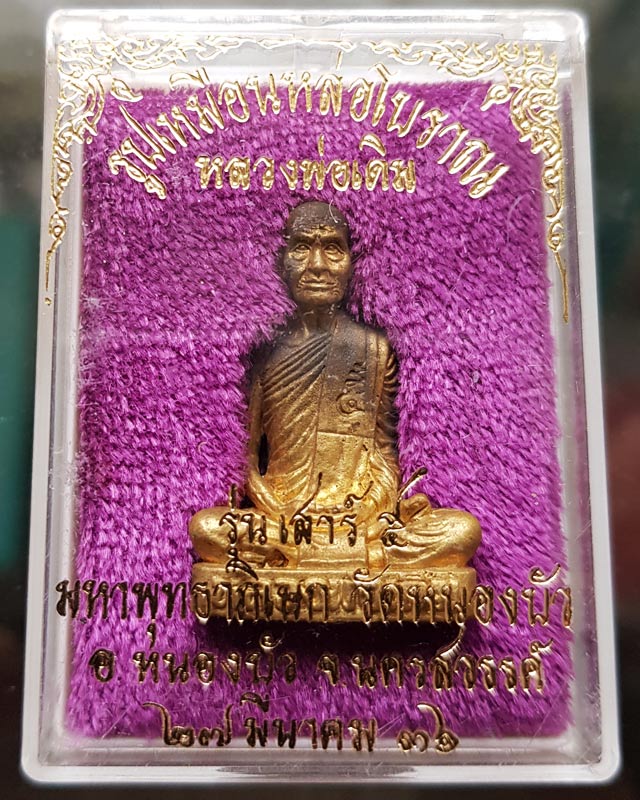 รูปเหมือนหล่อโบราณ
หลวงพ่อเดิม
รุ่น เสาร์ ๕
มหาพุทธาภิเษก วัดหนองบัว
อ.หนองบัว จ.นครสวรรค์
๒๗ มีนาคม ๓๖